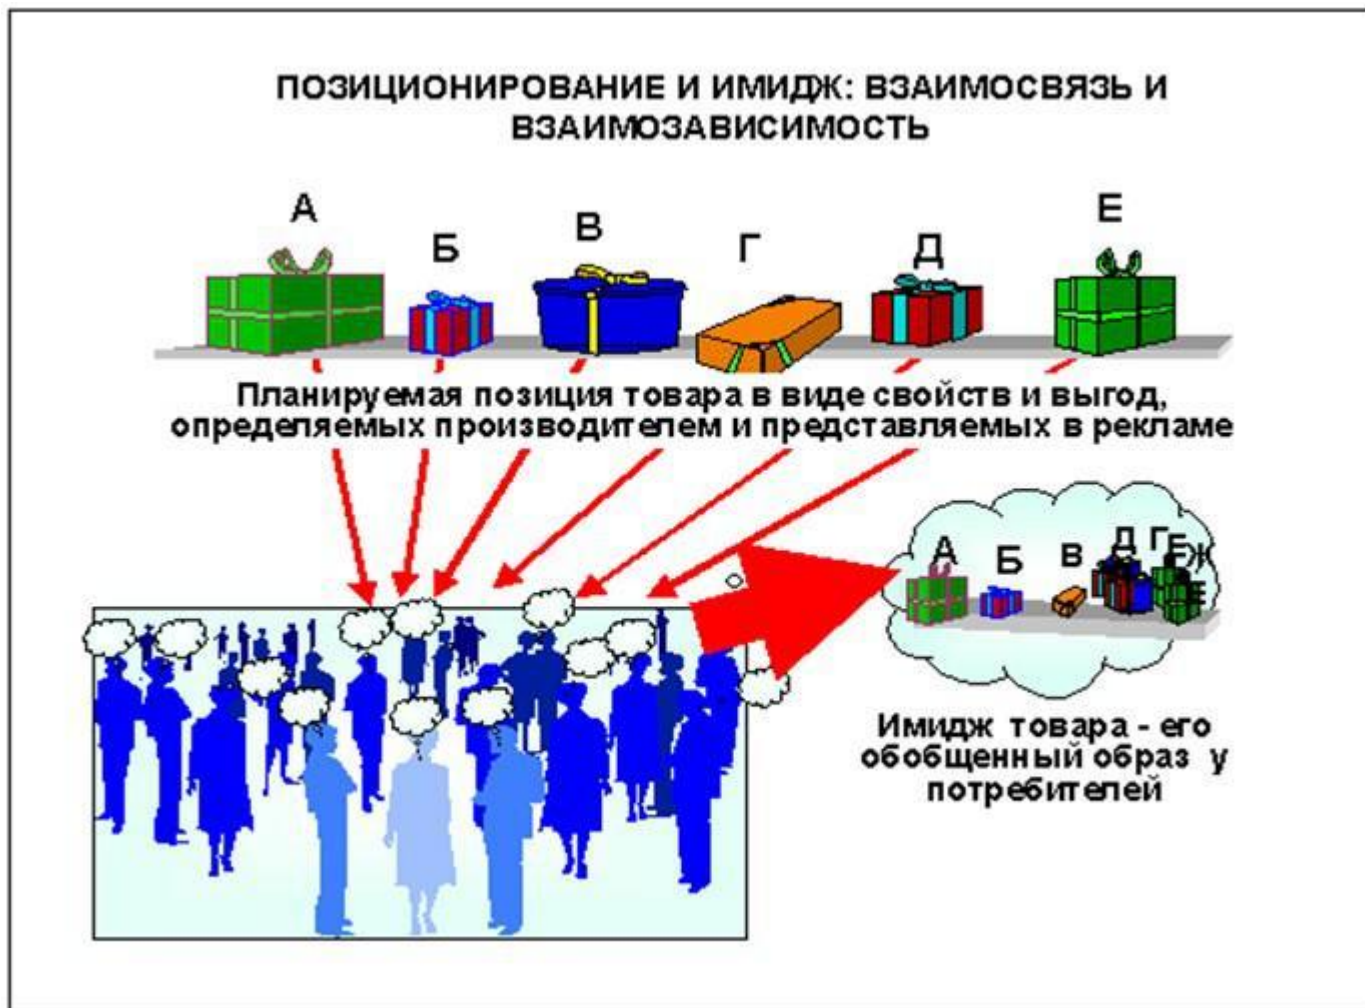 ПОЗИЦИОНИРОВАНИЕ И ИМИДЖ: ВЗАИМОСВЯЗЬ И
ВЗАИМОЗАВИСИМОСТЬ
А Б В Г Д Е
Планируемая позиция товара в виде свойств и выгод,
определяемых производителем и представляемых в рекламе
А Б В Д Г Е Ж
Имидж товара - его
обобщенный образ у
потребителей